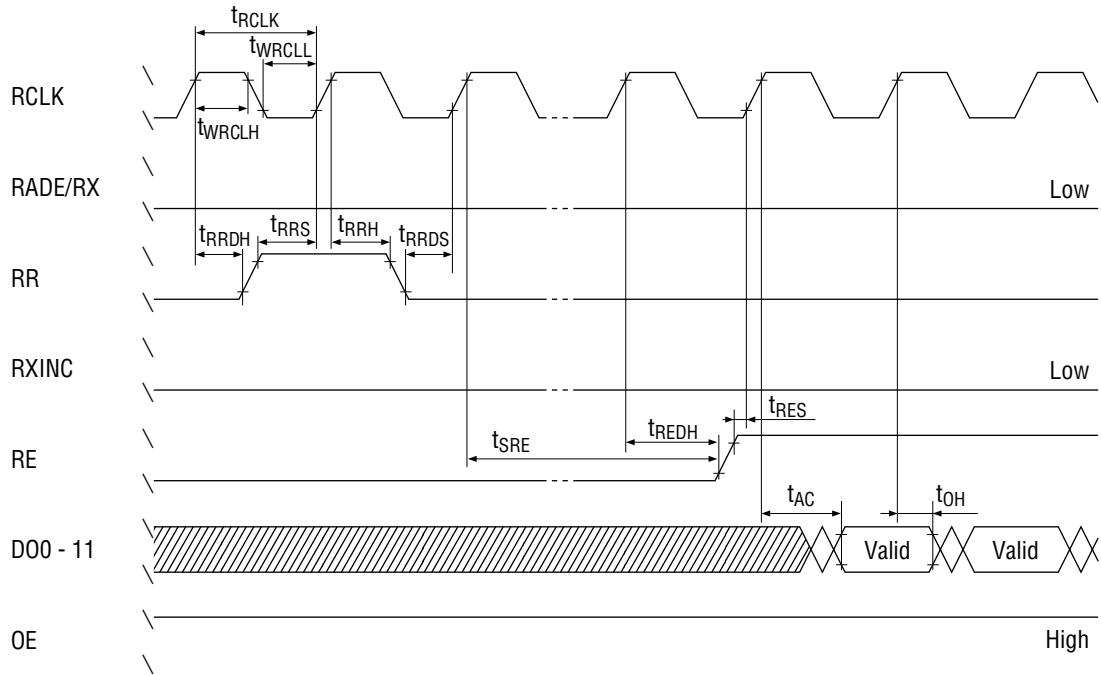 tRCLK
tWRCLL
RCLK
tWRCLH
RADE/RX
Low
tRRDH
tRRS
tRRH
tRRDS
RR
RXINC
Low
tRES
tREDH
tSRE
RE
tAC
tOH
DO0 - 11
Valid
Valid
OE
High